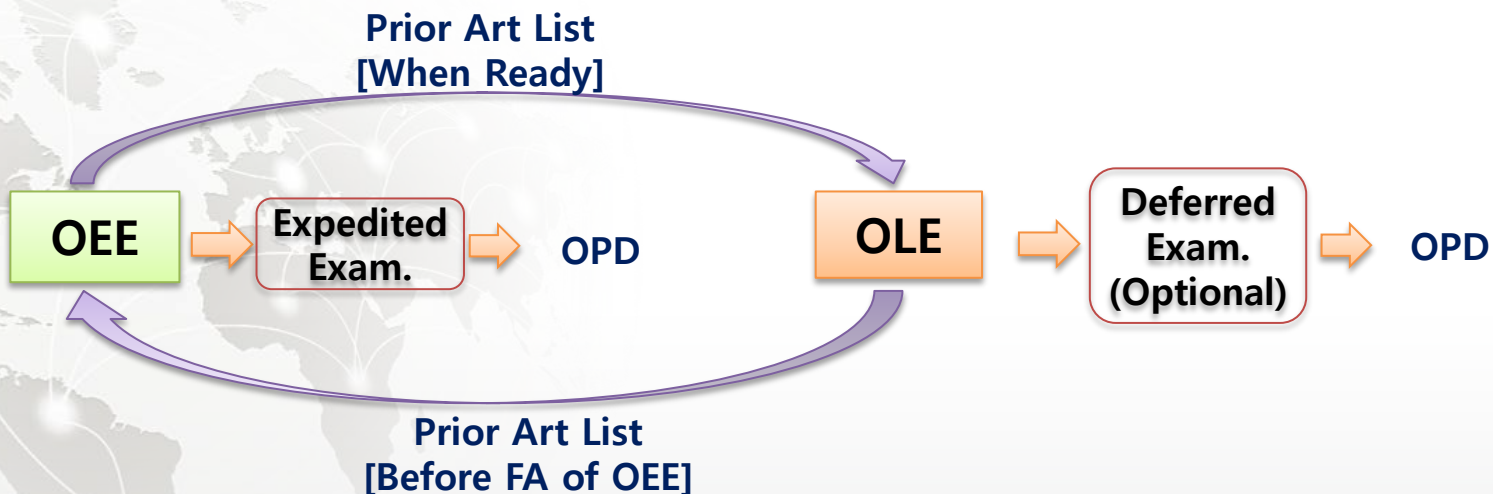 Prior Art List
[When Ready]
OEE
Expedited
Exam.
OPD
OLE
Deferred
Exam.
(Optional)
OPD
Prior Art List
[Before FA of OEE]